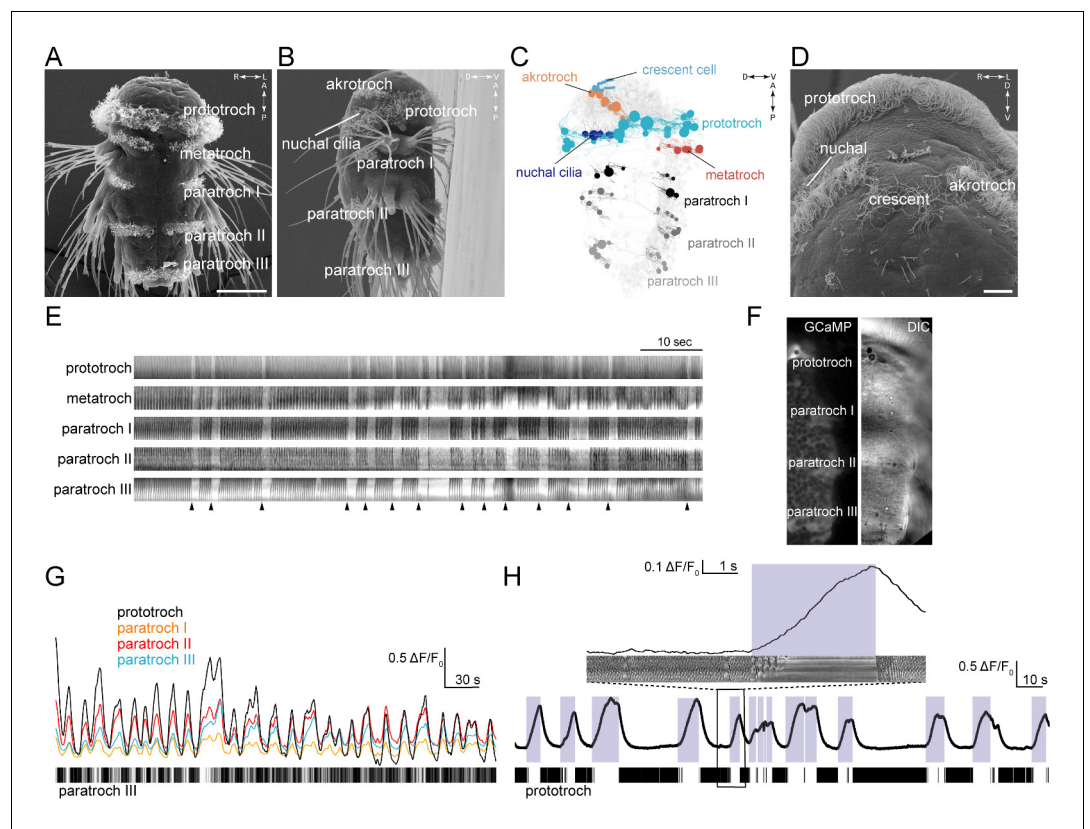 A
R L
A
P
prototroch
metatroch
paratroch I
paratroch II
paratroch III
B
D V
A
P
akrotroch
prototroch
nuchal cilia
paratroch I
paratroch II
paratroch III
C
D V
A
P
crescent cell
akrotroch
prototroch
nuchal cilia
metatroch
paratroch I
paratroch II
paratroch III
D
R L
D
V
prototroch
nuchal
akrotroch
crescent
E
10 sec
prototroch
metatroch
paratroch I
paratroch II
paratroch III
F
GCaMP DIC
prototroch
paratroch I
paratroch II
paratroch III
G
prototroch
paratroch I
paratroch II
paratroch III
0.5 ΔF/F0
30 s
paratroch III
H
0.1 ΔF/F0 1 s
0.5 ΔF/F0
10 s
prototroch